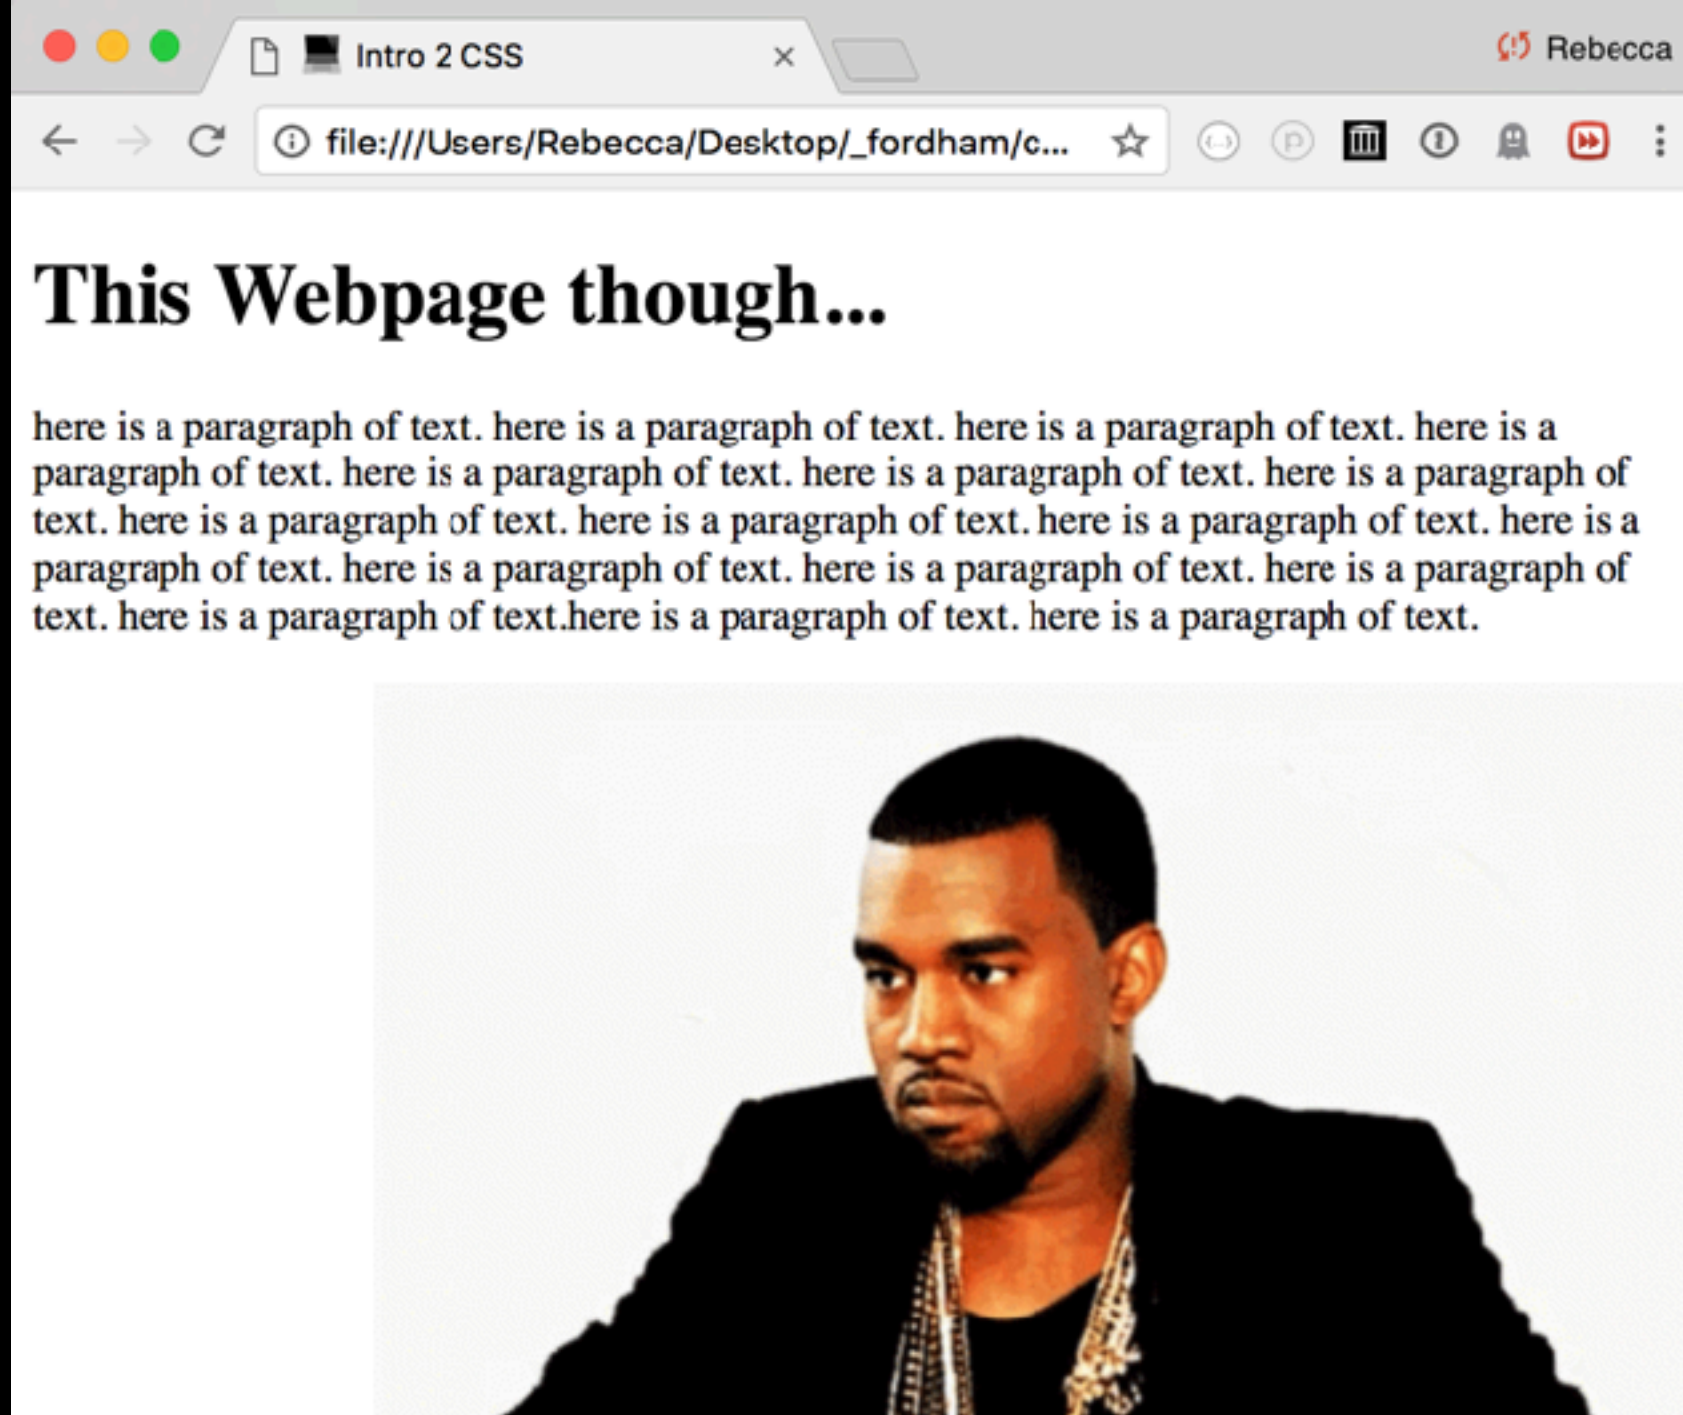 Intro 2 CSS
Rebecca
file:///Users/Rebecca/Desktop/_fordham/c...
This Webpage though...
here is a paragraph of text. here is a paragraph of text. here is a paragraph of text. here is a
paragraph of text. here is a paragraph of text. here is a paragraph of text. here is a paragraph of
text. here is a paragraph of text. here is a paragraph of text. here is a paragraph of text. here is a
paragraph of text. here is a paragraph of text. here is a paragraph of text. here is a paragraph of
text. here is a paragraph of text.here is a paragraph of text. here is a paragraph of text.